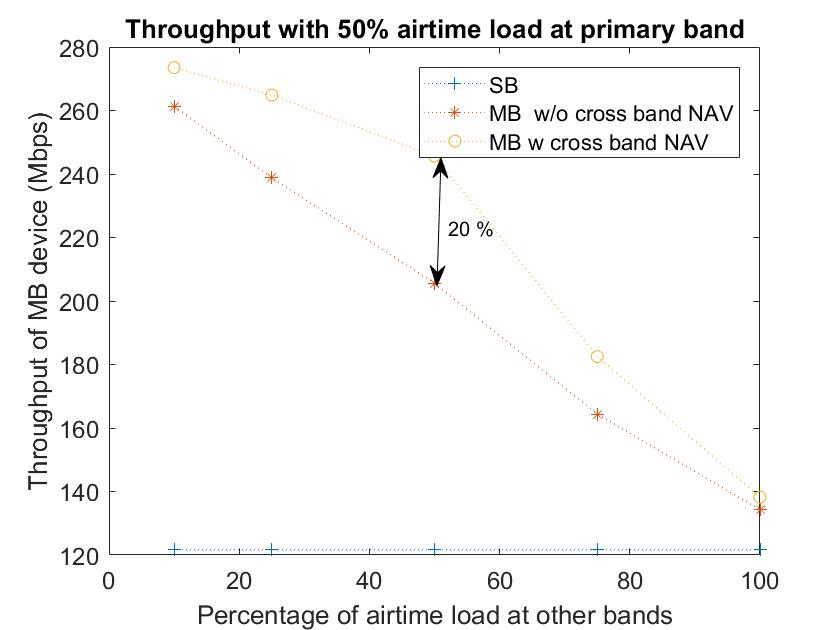 Throughput with 50% airtime load at primary band
280
260
240
220
200
180
160
140
120
Throughput of MB device (Mbps)
SB
MB  w/o cross band NAV
MB w cross band NAV
20 %
0 20 40 60 80 100
Percentage of airtime load at other bands